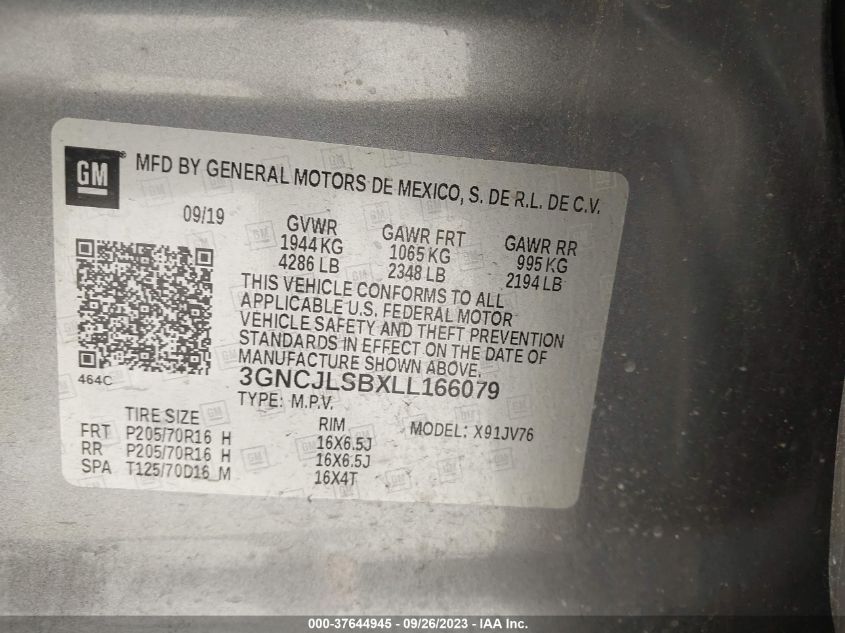 GM® MFD BY GENERAL MOTORS DE MEXICO, S. DE R.L. DE C.V.
09/19
GVWR GAWR FRT GAWR RR
1944 KG 1065 KG 995 KG
4286 LB 2348 LB 2194 LB
THIS VEHICLE CONFORMS TO ALL
APPLICABLE U.S. FEDERAL MOTOR
VEHICLE SAFETY AND THEFT PREVENTION
STANDARDS IN EFFECT ON THE DATE OF
MANUFACTURE SHOWN ABOVE.
464C
3GNCJLSBXLL166079
TYPE: M.P.V.
MODEL: X91JV76
TIRE SIZE RIM
FRT P205/70R16 H 16X6.5J
RR P205/70R16 H 16X6.5J
SPA T125/70D16 M 16X4T
000-37644945 - 09/26/2023 - IAA Inc.